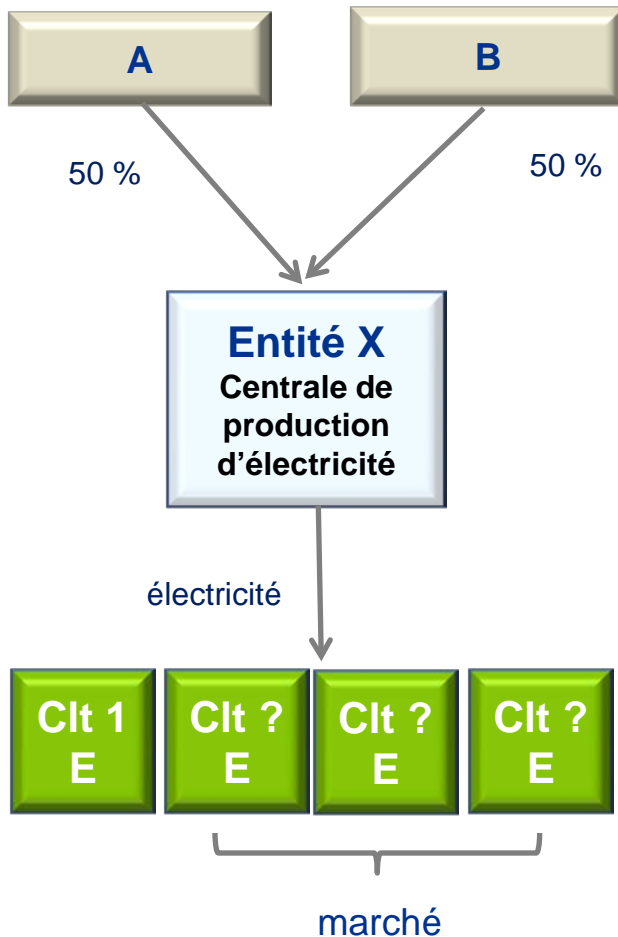 A
B
50 %
50 %
Entité X
Centrale de
production
d’électricité
électricité
Clt 1
E
Clt ?
E
Clt ?
E
Clt ?
E
marché